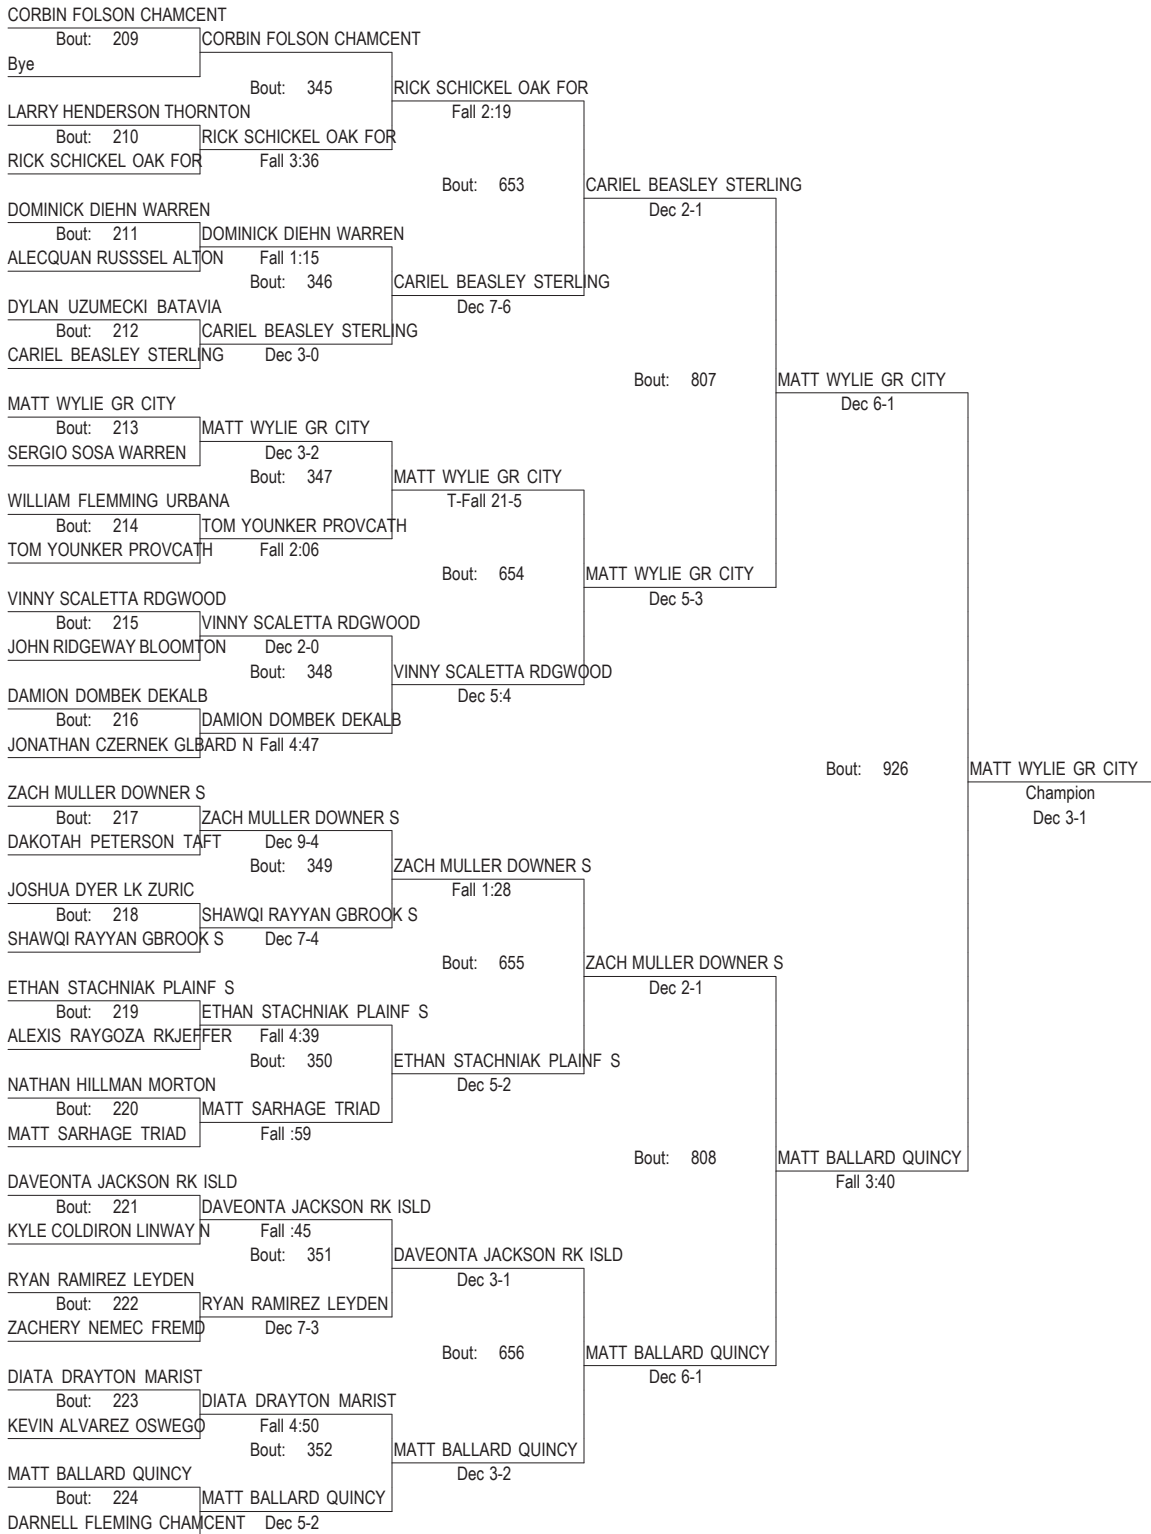 CORBIN FOLSON CHAMCENT
Bout: 209 CORBIN FOLSON CHAMCENT
Bye
Bout: 345 RICK SCHICKEL OAK FOR
LARRY HENDERSON THORNTON Fall 2:19
Bout: 210 RICK SCHICKEL OAK FOR
RICK SCHICKEL OAK FOR Fall 3:36
Bout: 653 CARIEL BEASLEY STERLING
DOMINICK DIEHN WARREN Dec 2-1
Bout: 211 DOMINICK DIEHN WARREN
ALECQUAN RUSSSEL ALTON Fall 1:15
Bout: 346 CARIEL BEASLEY STERLING
DYLAN UZUMECKI BATAVIA Dec 7-6
Bout: 212 CARIEL BEASLEY STERLING
CARIEL BEASLEY STERLING Dec 3-0
Bout: 807 MATT WYLIE GR CITY
MATT WYLIE GR CITY Dec 6-1
Bout: 213 MATT WYLIE GR CITY
SERGIO SOSA WARREN Dec 3-2
Bout: 347 MATT WYLIE GR CITY
WILLIAM FLEMMING URBANA T-Fall 21-5
Bout: 214 TOM YOUNKER PROVCATH
TOM YOUNKER PROVCATH Fall 2:06
Bout: 654 MATT WYLIE GR CITY
VINNY SCALETTA RDGWOOD Dec 5-3
Bout: 215 VINNY SCALETTA RDGWOOD
JOHN RIDGEWAY BLOOMTON Dec 2-0
Bout: 348 VINNY SCALETTA RDGWOOD
DAMION DOMBEK DEKALB Dec 5:4
Bout: 216 DAMION DOMBEK DEKALB
JONATHAN CZERNEK GLBARD N Fall 4:47
Bout: 926 MATT WYLIE GR CITY
ZACH MULLER DOWNER S Champion
Bout: 217 ZACH MULLER DOWNER S Dec 3-1
DAKOTAH PETERSON TAFT Dec 9-4
Bout: 349 ZACH MULLER DOWNER S
JOSHUA DYER LK ZURIC Fall 1:28
Bout: 218 SHAWQI RAYYAN GBROOK S
SHAWQI RAYYAN GBROOK S Dec 7-4
Bout: 655 ZACH MULLER DOWNER S
ETHAN STACHNIAK PLAINF S Dec 2-1
Bout: 219 ETHAN STACHNIAK PLAINF S
ALEXIS RAYGOZA RKJEFFER Fall 4:39
Bout: 350 ETHAN STACHNIAK PLAINF S
NATHAN HILLMAN MORTON Dec 5-2
Bout: 220 MATT SARHAGE TRIAD
MATT SARHAGE TRIAD Fall :59
Bout: 808 MATT BALLARD QUINCY
DAVEONTA JACKSON RK ISLD Fall 3:40
Bout: 221 DAVEONTA JACKSON RK ISLD
KYLE COLDIRON LINWAY N Fall :45
Bout: 351 DAVEONTA JACKSON RK ISLD
RYAN RAMIREZ LEYDEN Dec 3-1
Bout: 222 RYAN RAMIREZ LEYDEN
ZACHERY NEMEC FREMD Dec 7-3
Bout: 656 MATT BALLARD QUINCY
DIATA DRAYTON MARIST Dec 6-1
Bout: 223 DIATA DRAYTON MARIST
KEVIN ALVAREZ OSWEGO Fall 4:50
Bout: 352 MATT BALLARD QUINCY
MATT BALLARD QUINCY Dec 3-2
Bout: 224 MATT BALLARD QUINCY
DARNELL FLEMING CHAMCENT Dec 5-2